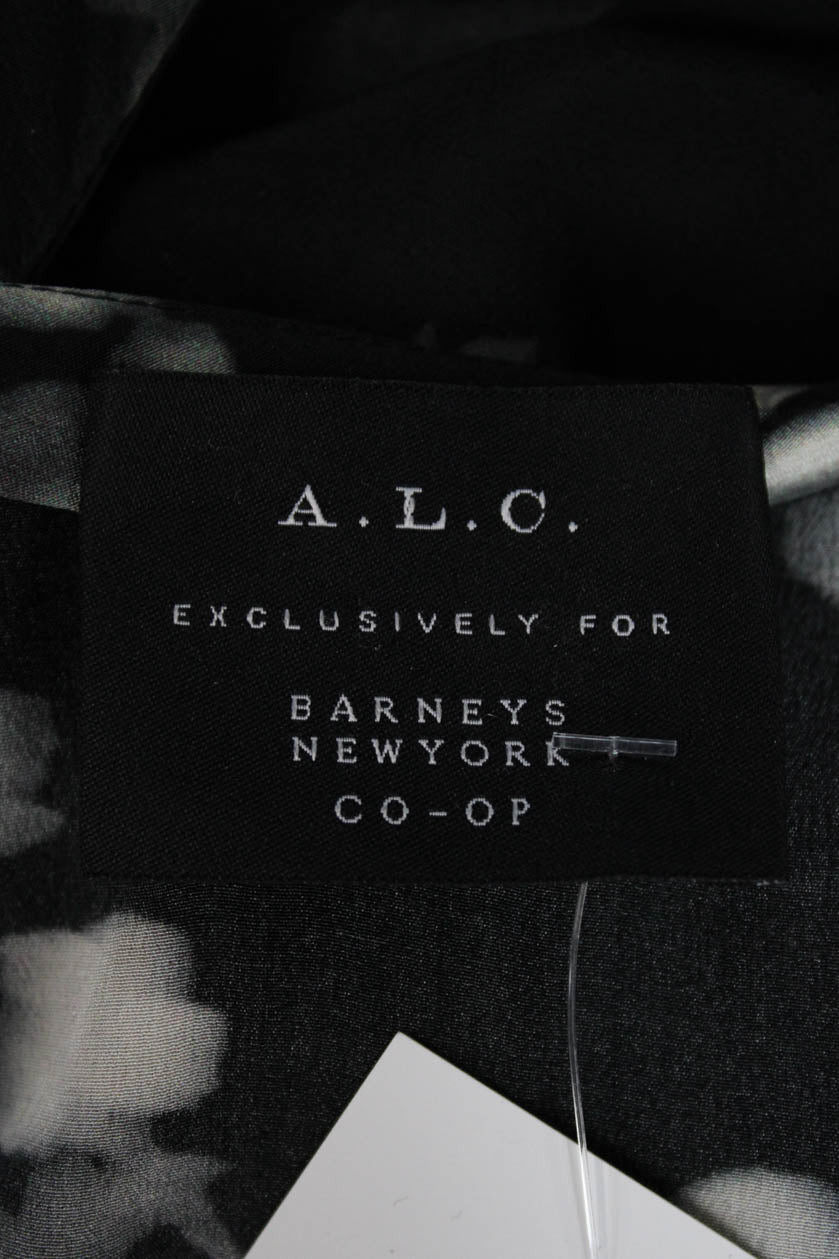 A.L.C.
EXCLUSIVELY FOR
BARNEYS
NEWYORK
CO-OP